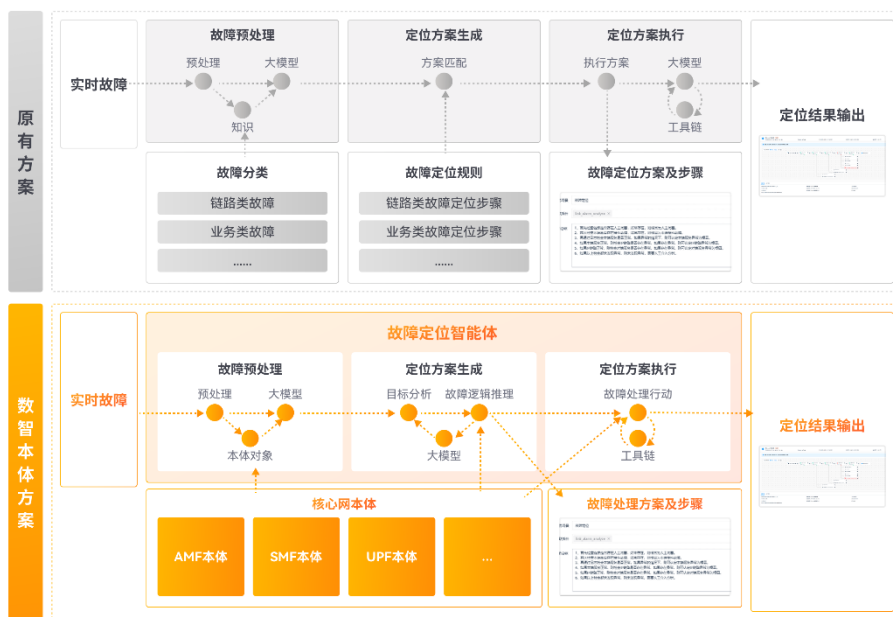 原有方案
实时故障
故障预处理
预处理
大模型
知识
定位方案生成
方案匹配
定位方案执行
执行方案
大模型
工具链
定位结果输出
故障分类
链路类故障
业务类故障
......
故障定位规则
链路类故障定位步骤
业务类故障定位步骤
......
故障定位方案及步骤
数智本体方案
实时故障
故障定位智能体
故障预处理
预处理
大模型
本体对象
定位方案生成
目标分析
故障逻辑推理
大模型
定位方案执行
故障处理行动
工具链
定位结果输出
核心网本体
AMF本体
SMF本体
UPF本体
...
故障处理方案及步骤